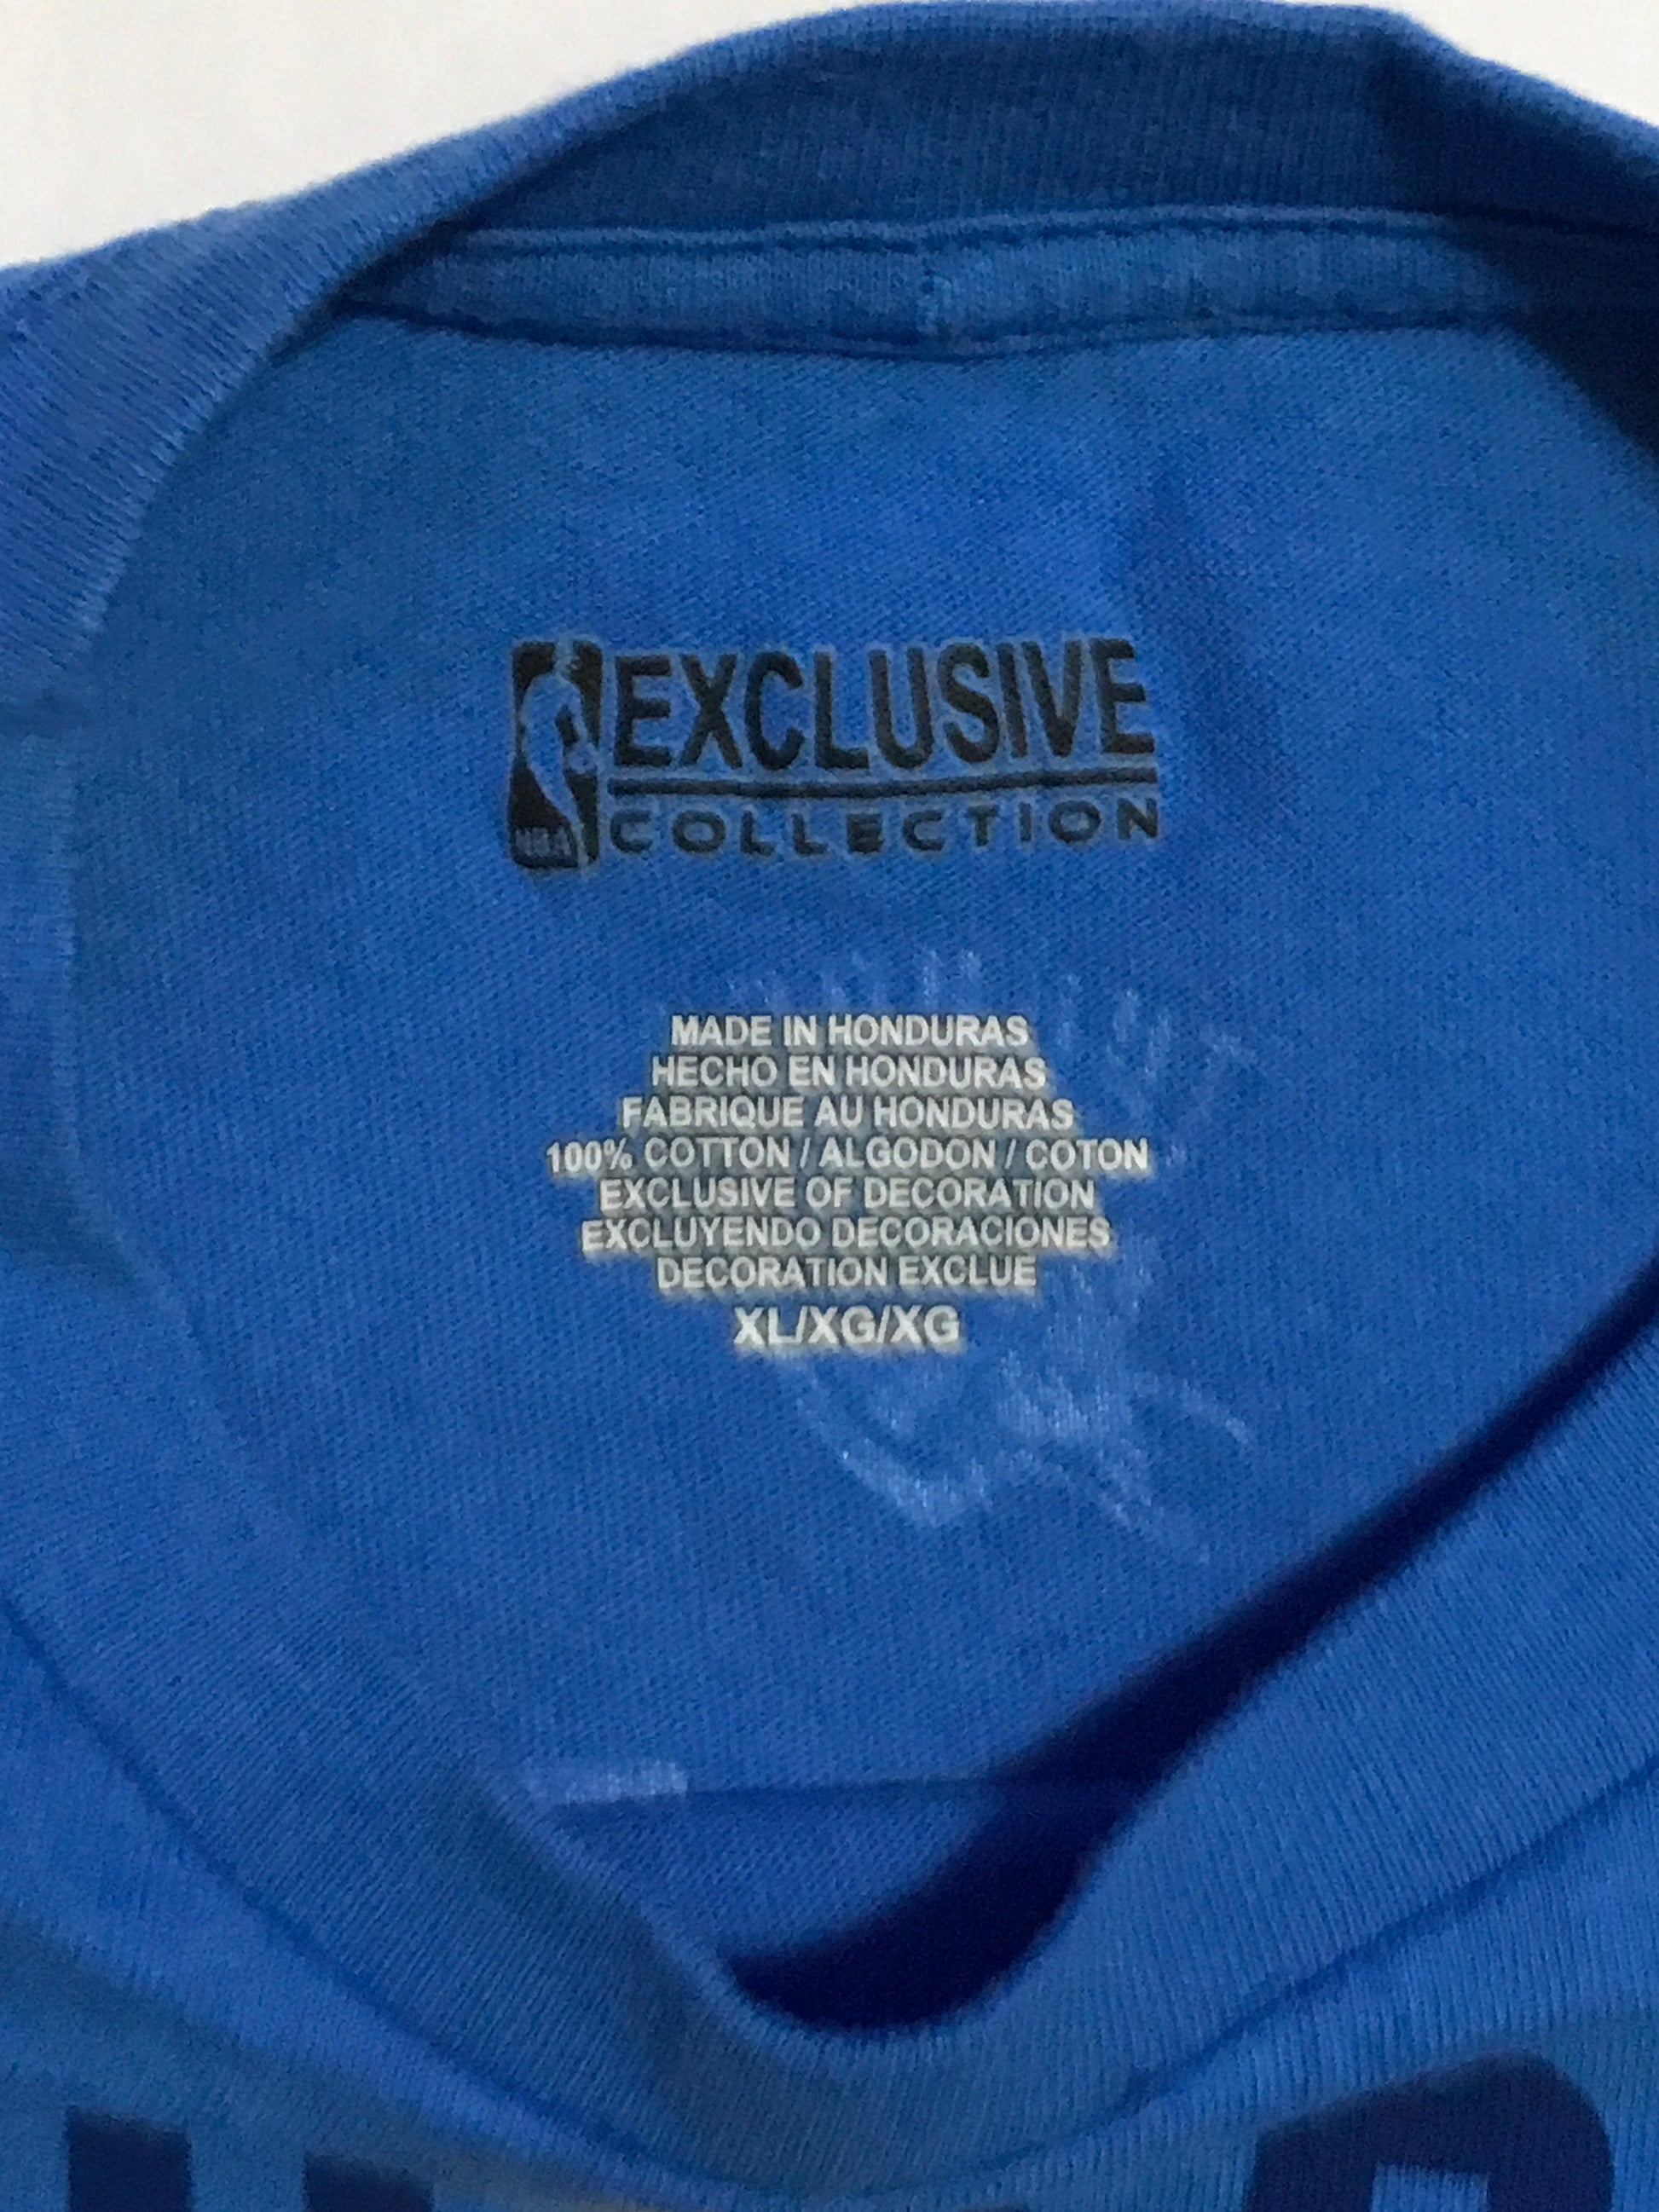 EXCLUSIVE
NBA COLLECTION
MADE IN HONDURAS
HECHO EN HONDURAS
FABRIQUE AU HONDURAS
100% COTTON / ALGODON / COTON
EXCLUSIVE OF DECORATION
EXCLUYENDO DECORACIONES
DECORATION EXCLUE
XL/XG/XG